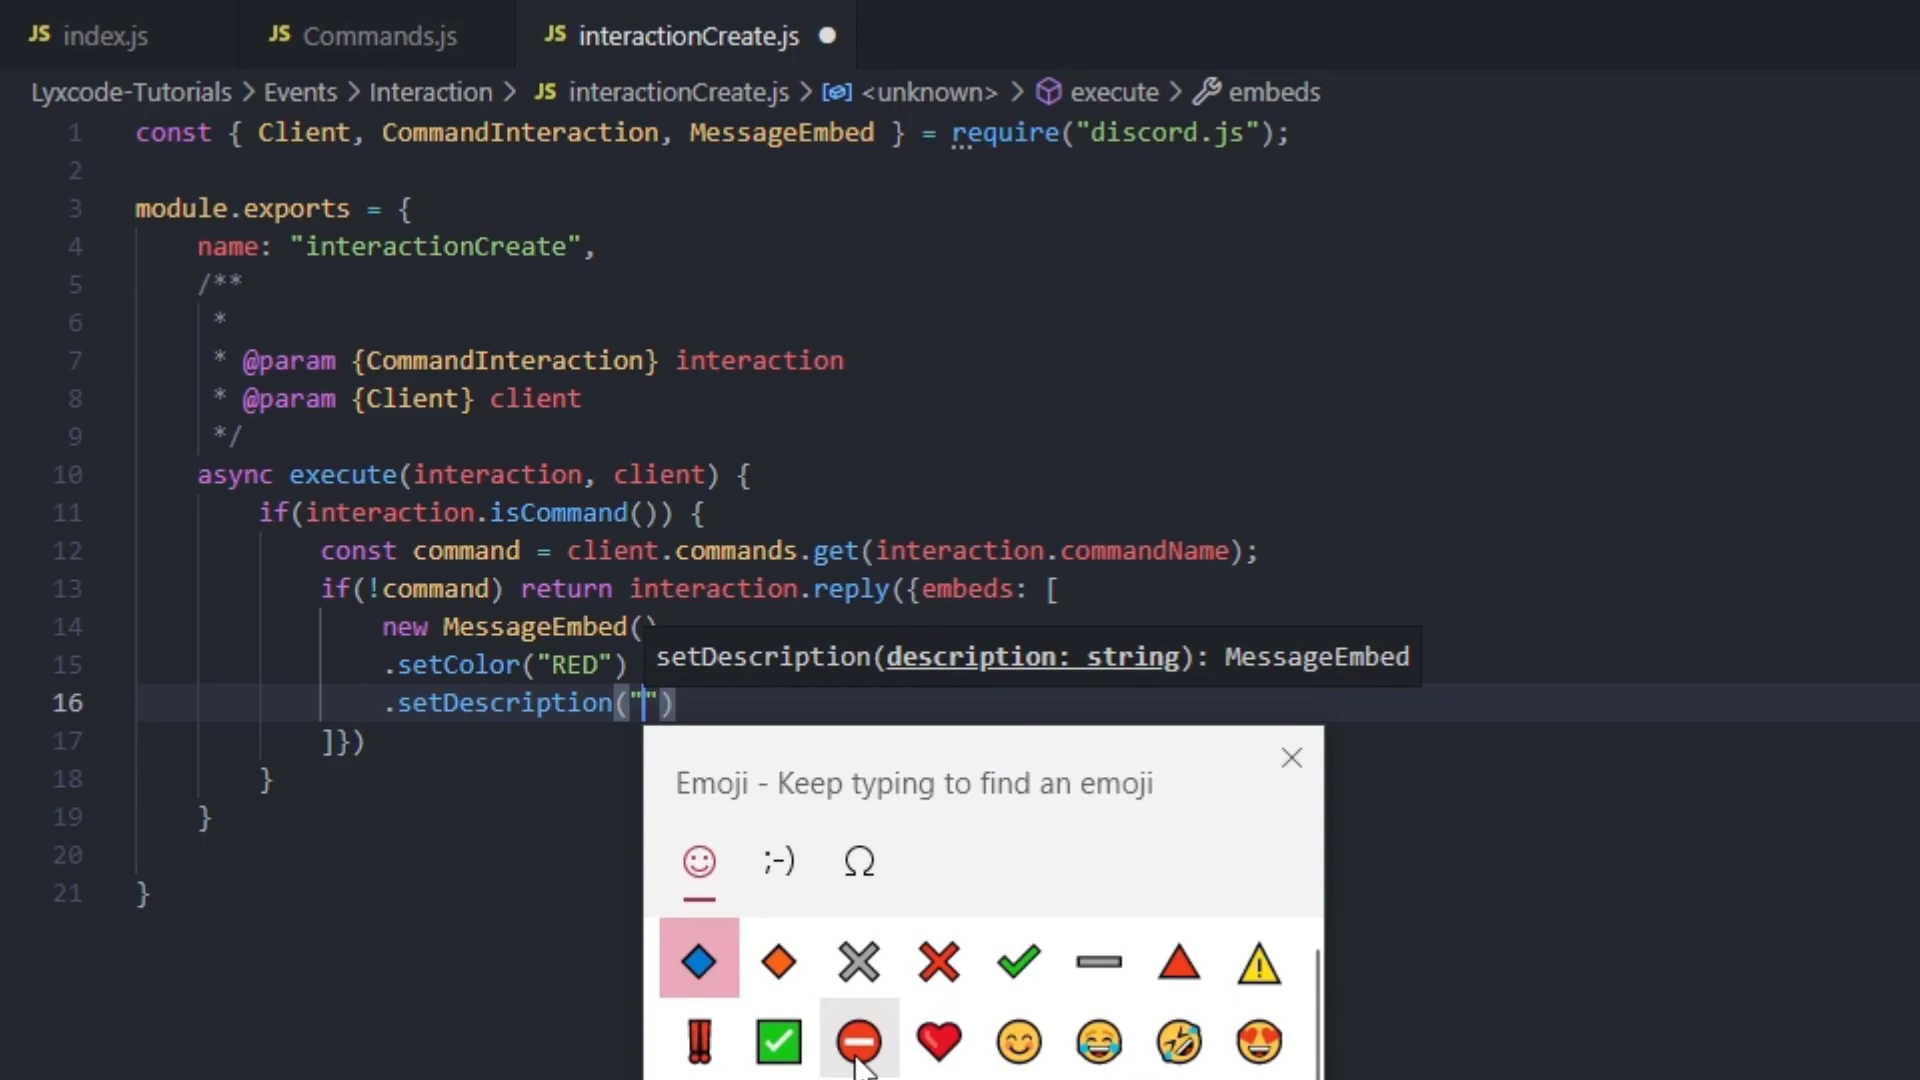 JS index.js JS Commands.js JS interactionCreate.js
Lyxcode-Tutorials > Events > Interaction > JS interactionCreate.js > <unknown> > execute > embeds
1 const { Client, CommandInteraction, MessageEmbed } = require("discord.js");
2
3 module.exports = {
4 name: "interactionCreate",
5 /**
6 *
7 * @param {CommandInteraction} interaction
8 * @param {Client} client
9 */
10 async execute(interaction, client) {
11 if(interaction.isCommand()) {
12 const command = client.commands.get(interaction.commandName);
13 if(!command) return interaction.reply({embeds: [
14 new MessageEmbed()
15 .setColor("RED")
setDescription(description: string): MessageEmbed
16 .setDescription("")
17 ]})
18 }
19 }
20
21 }
Emoji - Keep typing to find an emoji
;-) Ω